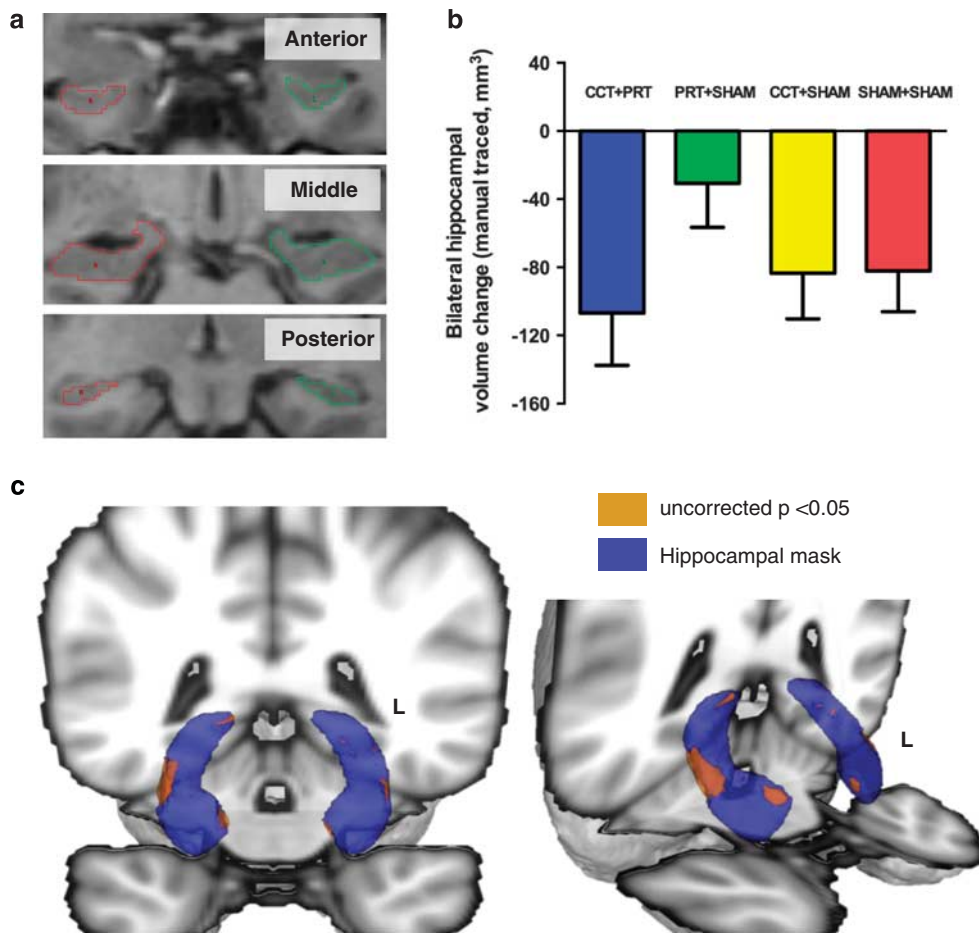 a
Anterior
Middle
Posterior
b
Bilateral hippocampal
volume change (manual traced, mm³)
40
0
-40
-80
-120
-160
CCT+PRT PRT+SHAM CCT+SHAM SHAM+SHAM
c
uncorrected p <0.05
Hippocampal mask
L
L